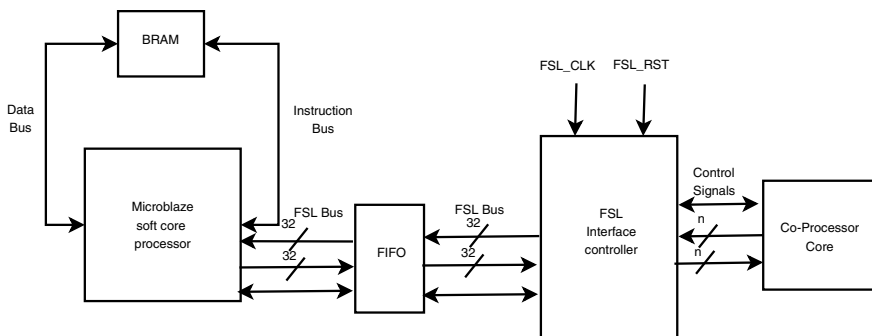 BRAM
FSL_CLK
FSL_RST
Data
Bus
Instruction
Bus
Microblaze
soft core
processor
FSL Bus
32
32
FIFO
FSL Bus
32
32
FSL
Interface
controller
Control
Signals
n
n
Co-Processor
Core